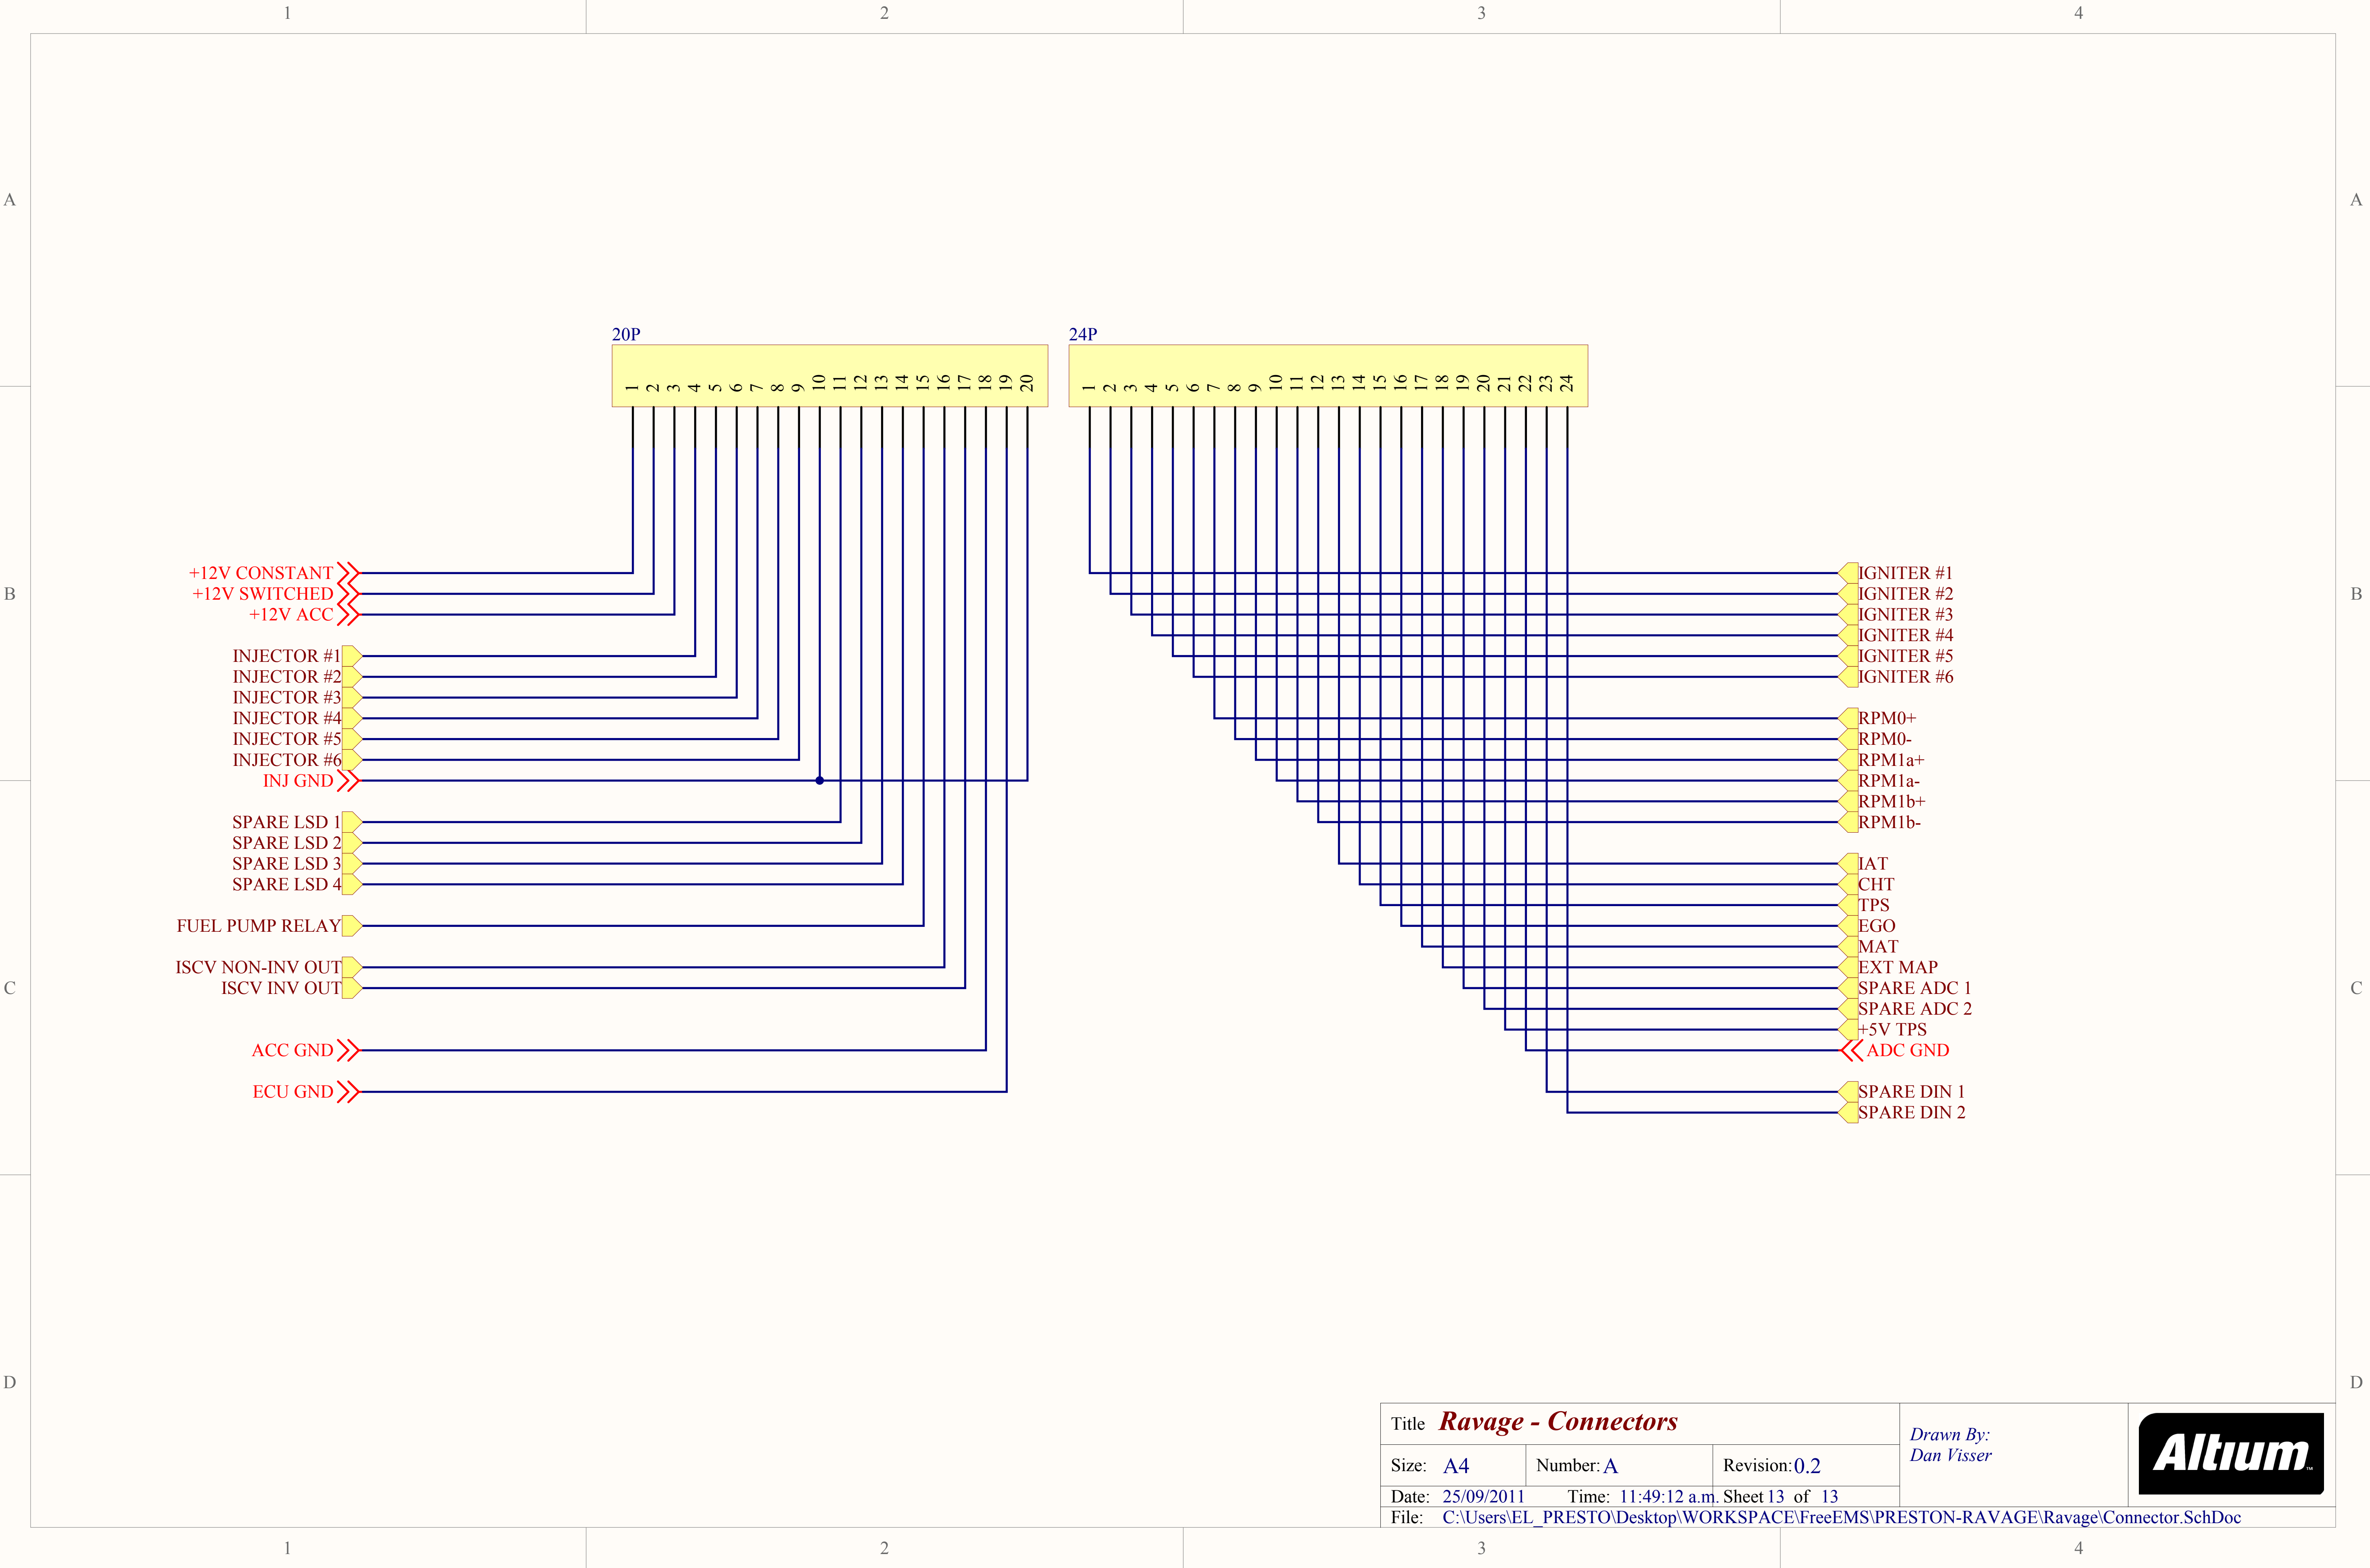 1 2 3 4
A A
20P 24P
1 2 3 4 5 6 7 8 9 10 11 12 13 14 15 16 17 18 19 20
1 2 3 4 5 6 7 8 9 10 11 12 13 14 15 16 17 18 19 20 21 22 23 24
B B
+12V CONSTANT
+12V SWITCHED
+12V ACC
INJECTOR #1
INJECTOR #2
INJECTOR #3
INJECTOR #4
INJECTOR #5
INJECTOR #6
INJ GND
SPARE LSD 1
SPARE LSD 2
SPARE LSD 3
SPARE LSD 4
FUEL PUMP RELAY
ISCV NON-INV OUT
ISCV INV OUT
ACC GND
ECU GND
IGNITER #1
IGNITER #2
IGNITER #3
IGNITER #4
IGNITER #5
IGNITER #6
RPM0+
RPM0-
RPM1a+
RPM1a-
RPM1b+
RPM1b-
IAT
CHT
TPS
EGO
MAT
EXT MAP
SPARE ADC 1
SPARE ADC 2
+5V TPS
ADC GND
SPARE DIN 1
SPARE DIN 2
C C
D D
Title Ravage - Connectors
Size: A4 Number: A Revision: 0.2
Date: 25/09/2011 Time: 11:49:12 a.m. Sheet 13 of 13
File: C:\Users\EL_PRESTO\Desktop\WORKSPACE\FreeEMS\PRESTON-RAVAGE\Ravage\Connector.SchDoc
Drawn By:
Dan Visser
Altium™
1 2 3 4